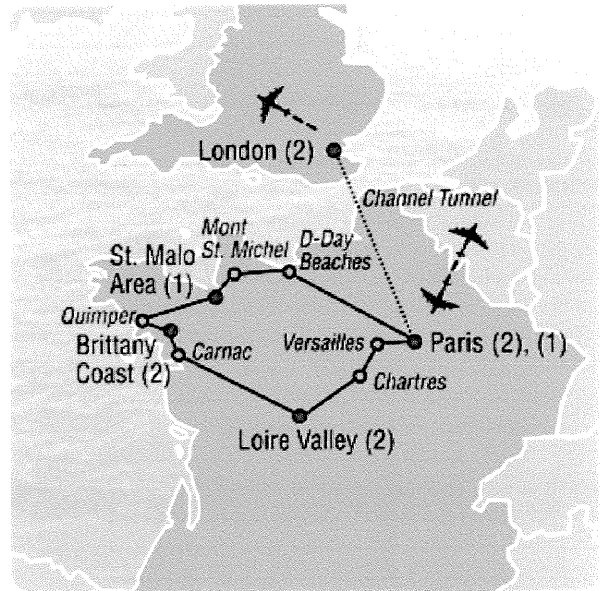 London (2)
Channel Tunnel
Mont
St. Michel
D-Day
Beaches
St. Malo
Area (1)
Quimper
Brittany
Coast (2)
Carnac
Versailles
Paris (2), (1)
Chartres
Loire Valley (2)